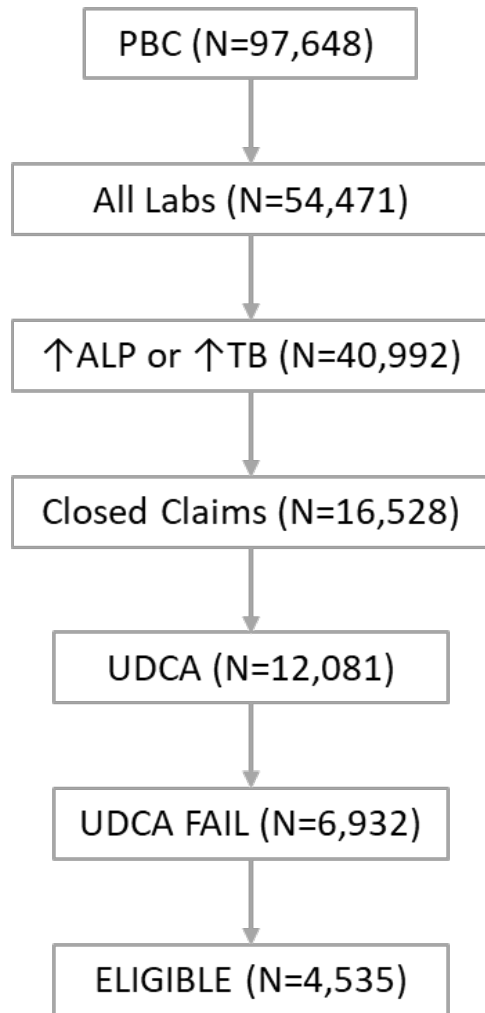 PBC (N=97,648)
All Labs (N=54,471)
↑ALP or ↑TB (N=40,992)
Closed Claims (N=16,528)
UDCA (N=12,081)
UDCA FAIL (N=6,932)
ELIGIBLE (N=4,535)